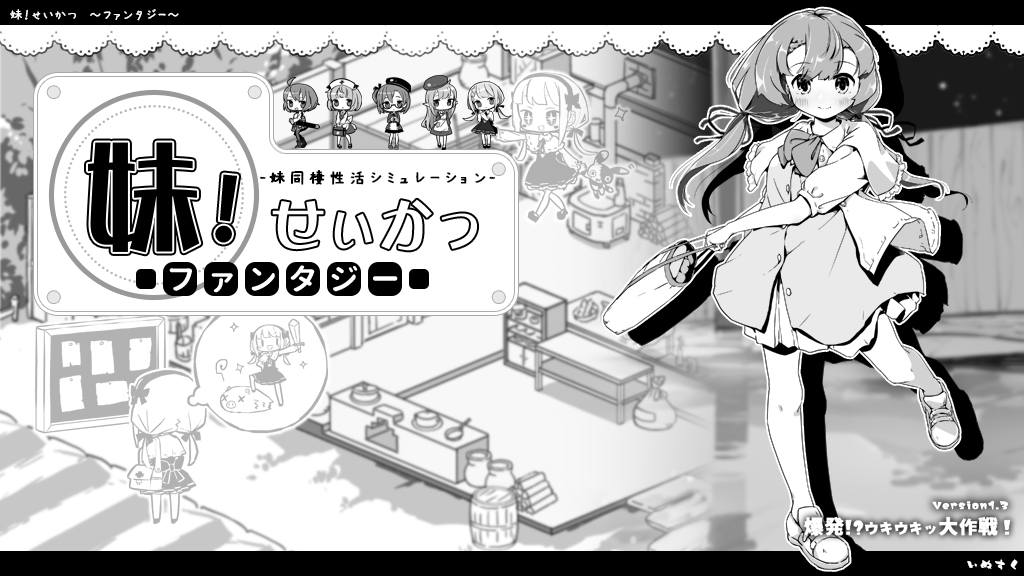 妹!せいかつ ～ファンタジー～
-妹同棲性活シミュレーション-
妹!
せいかつ
ファンタジー
Version1.3
爆発!?ウキウキッ大作戦!
いぬすく